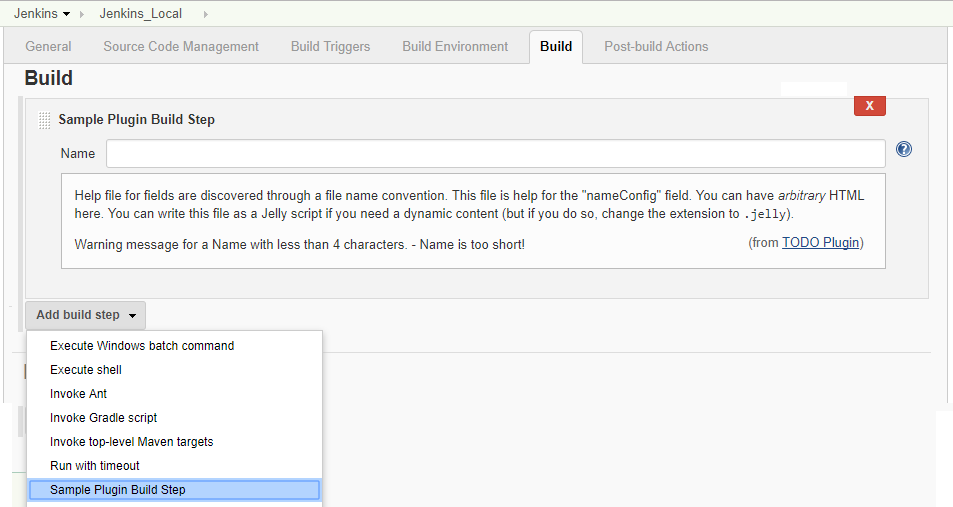 Jenkins Jenkins_Local
General Source Code Management Build Triggers Build Environment Build Post-build Actions
Build
X
Sample Plugin Build Step
Name
?
Help file for fields are discovered through a file name convention. This file is help for the "nameConfig" field. You can have arbitrary HTML
here. You can write this file as a Jelly script if you need a dynamic content (but if you do so, change the extension to .jelly).
Warning message for a Name with less than 4 characters. - Name is too short! (from TODO Plugin)
Add build step
Execute Windows batch command
Execute shell
Invoke Ant
Invoke Gradle script
Invoke top-level Maven targets
Run with timeout
Sample Plugin Build Step